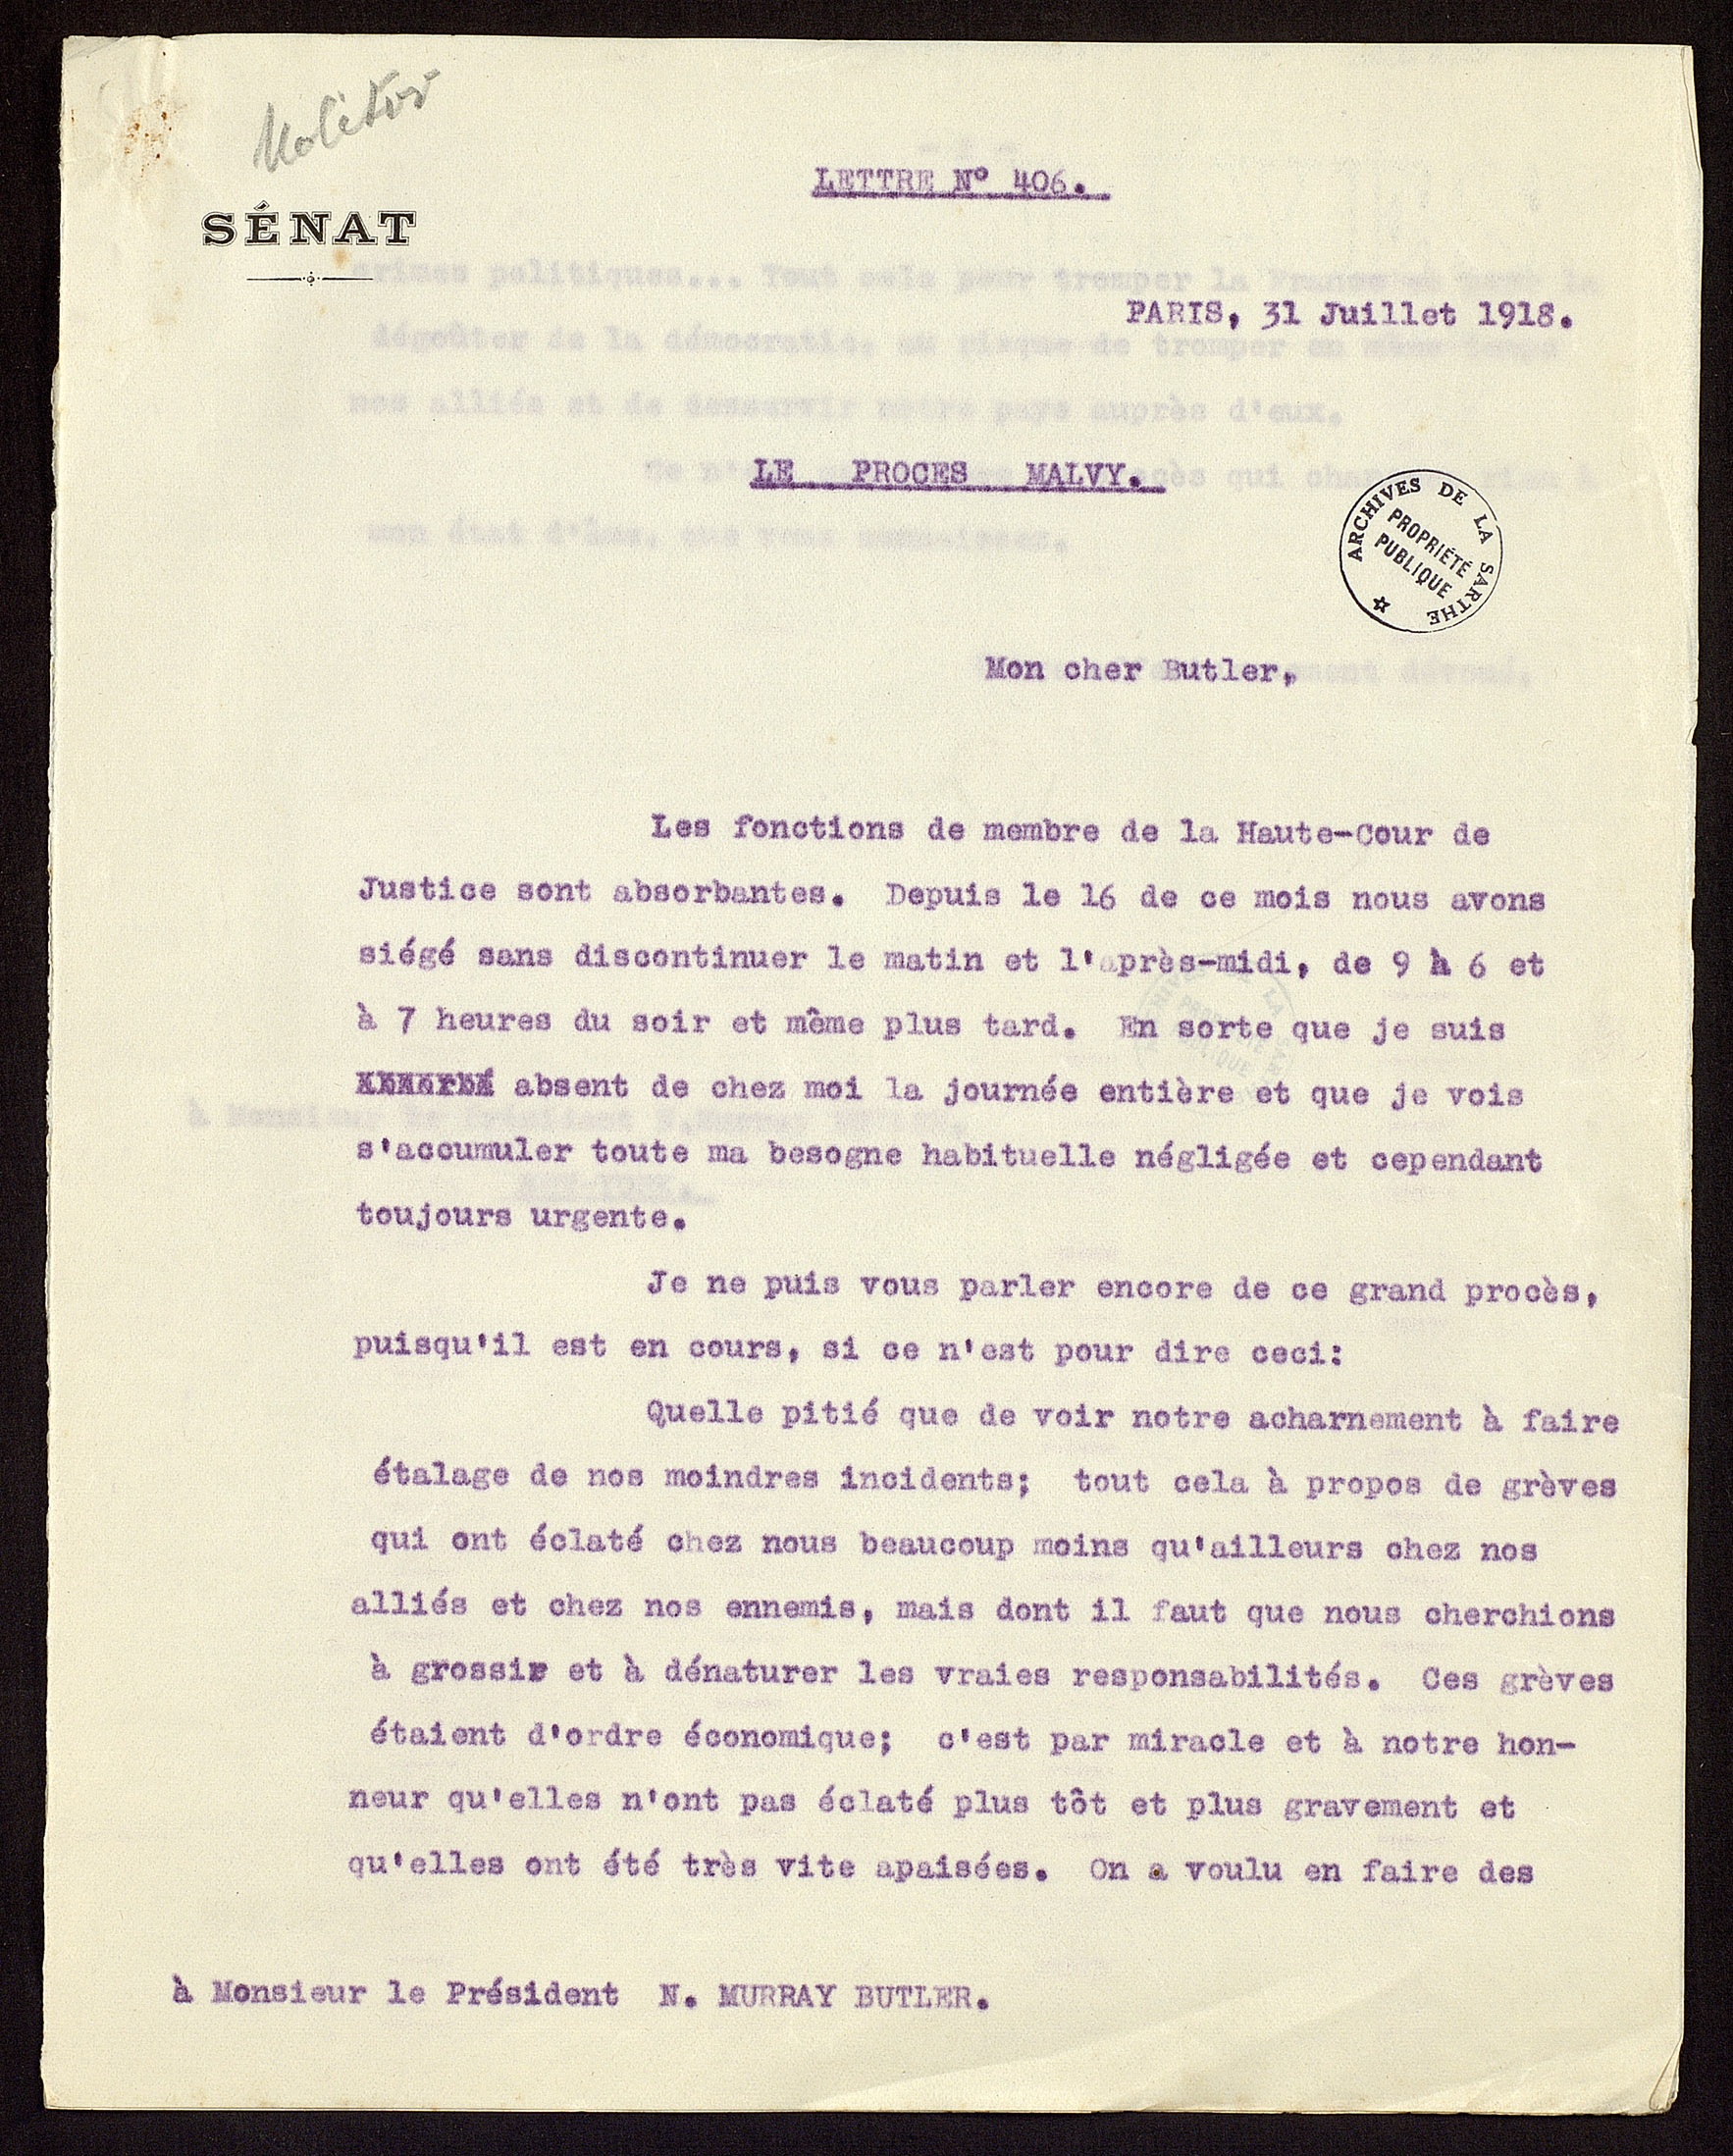 Molitor
LETTRE N° 406.
SÉNAT
PARIS, 31 Juillet 1918.
LE PROCES MALVY.
ARCHIVES DE LA SARTHE
PROPRIÉTÉ
PUBLIQUE
Mon cher Butler,
Les fonctions de membre de la Haute-Cour de
Justice sont absorbantes. Depuis le 16 de ce mois nous avons
siégé sans discontinuer le matin et l'après-midi, de 9 à 6 et
à 7 heures du soir et même plus tard. En sorte que je suis
absent de chez moi la journée entière et que je vois
s'accumuler toute ma besogne habituelle négligée et cependant
toujours urgente.
Je ne puis vous parler encore de ce grand procès,
puisqu'il est en cours, si ce n'est pour dire ceci:
Quelle pitié que de voir notre acharnement à faire
étalage de nos moindres incidents; tout cela à propos de grèves
qui ont éclaté chez nous beaucoup moins qu'ailleurs chez nos
alliés et chez nos ennemis, mais dont il faut que nous cherchions
à grossir et à dénaturer les vraies responsabilités. Ces grèves
étaient d'ordre économique; c'est par miracle et à notre hon-
neur qu'elles n'ont pas éclaté plus tôt et plus gravement et
qu'elles ont été très vite apaisées. On a voulu en faire des
à Monsieur le Président N. MURRAY BUTLER.